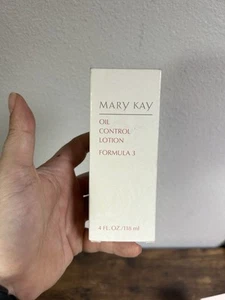 MARY KAY
OIL
CONTROL
LOTION
FORMULA 3
4 FL. OZ./118 ml